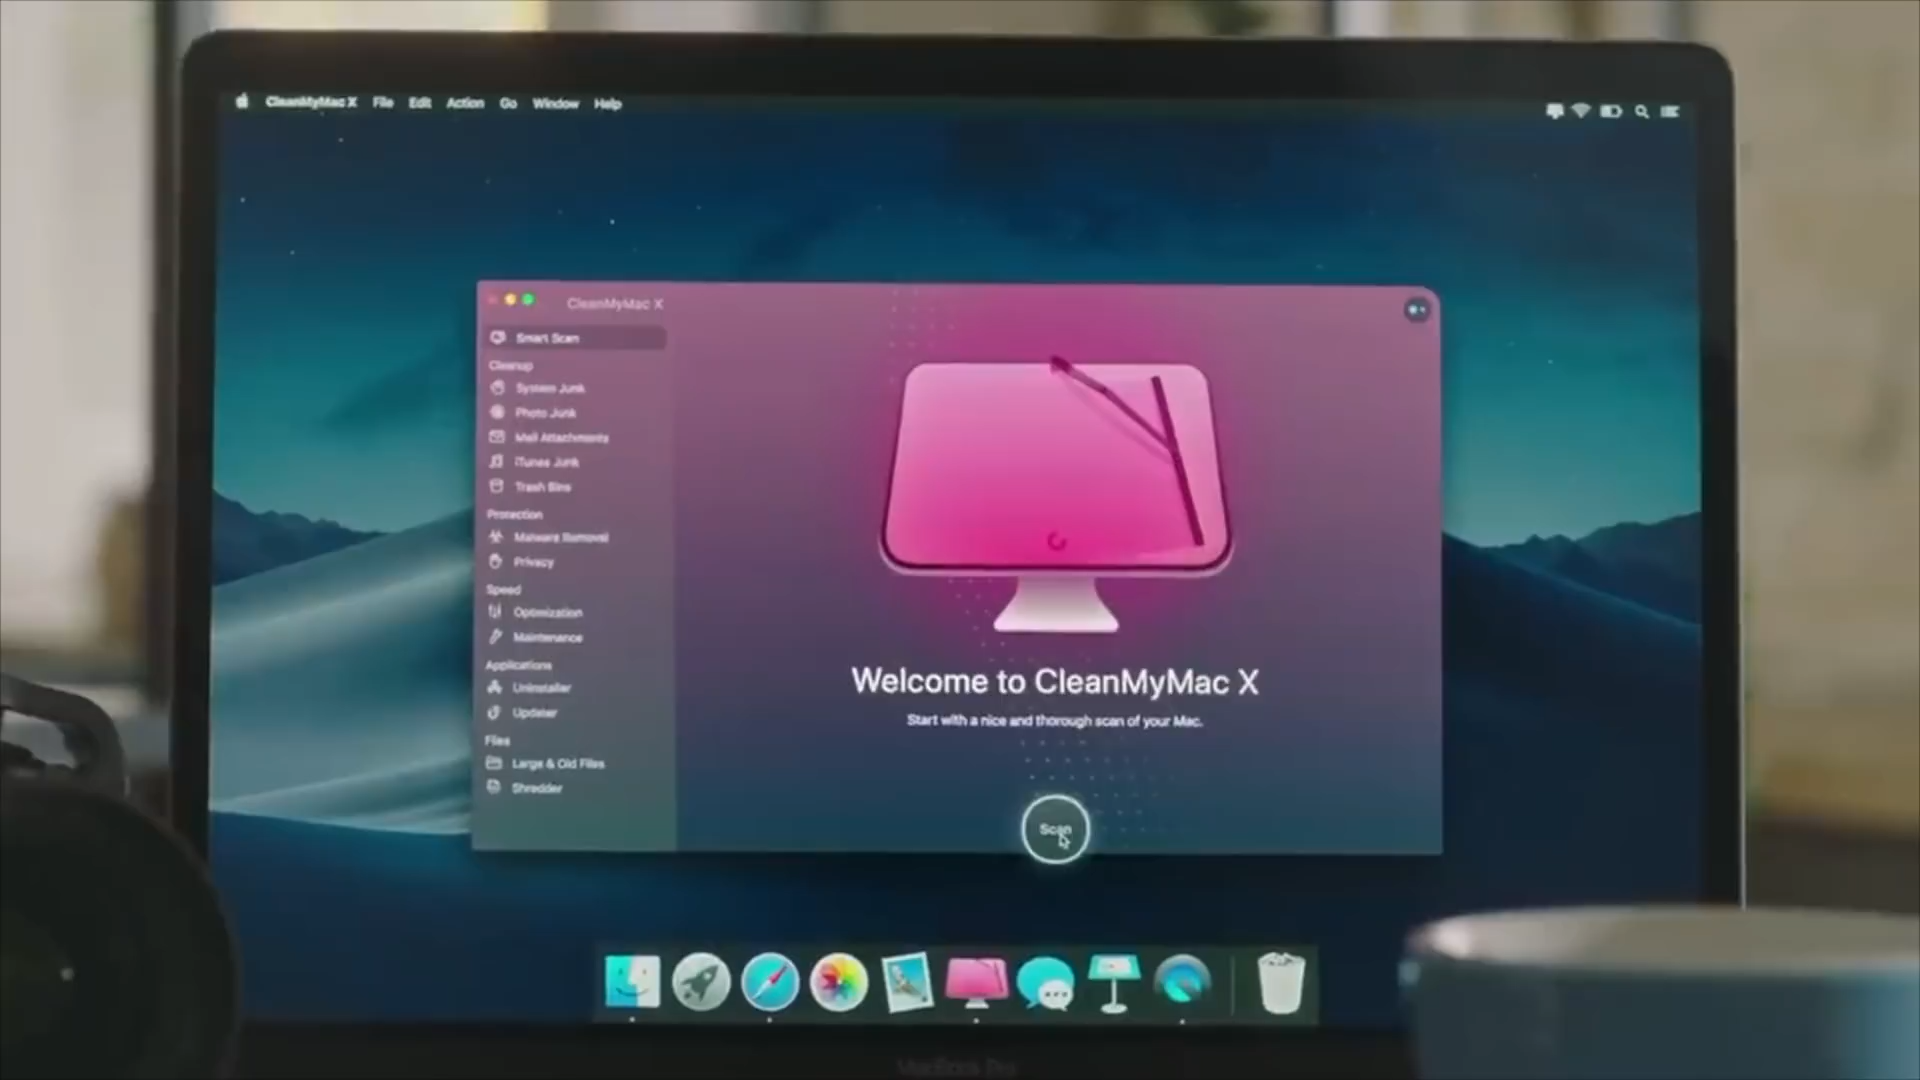 CleanMyMac X File Edit Action Go Window Help
CleanMyMac X
Smart Scan
Cleanup
System Junk
Photo Junk
Mail Attachments
iTunes Junk
Trash Bins
Protection
Malware Removal
Privacy
Speed
Optimization
Maintenance
Applications
Uninstaller
Updater
Files
Large & Old Files
Shredder
Welcome to CleanMyMac X
Start with a nice and thorough scan of your Mac.
Scan
MacBook Pro